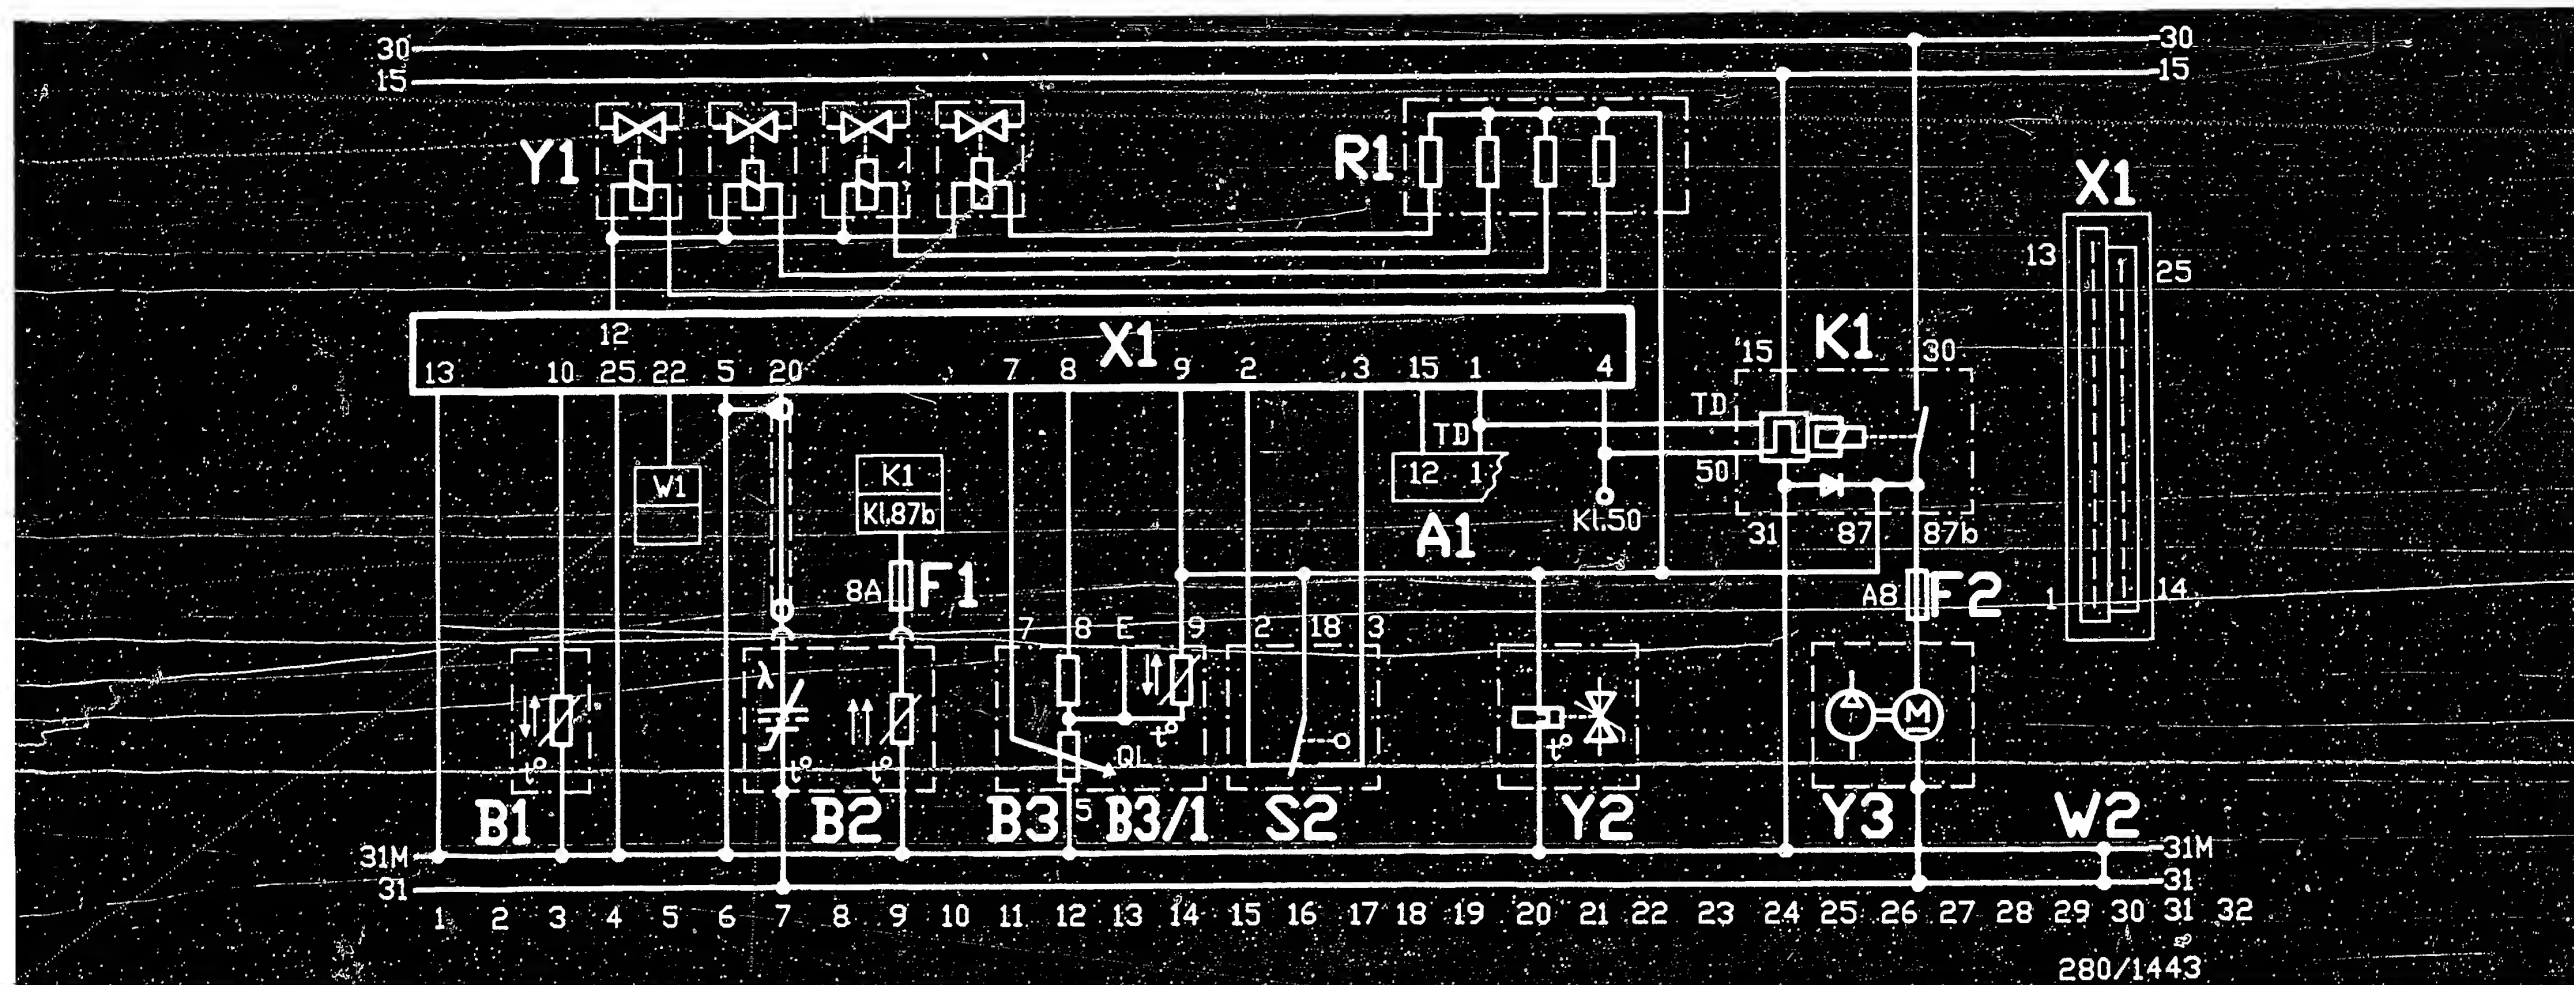 30 30
15 15
Y1 R1 X1
13 25
12
X1 K1
15 30
13 10 25 22 5 20 7 8 9 2 3 15 1 4
TD
TD
K1
W1 12 1 50
Kl.87b Kl.50
A1 31 87 87b
8A F1 A8 F2 1 14
7 8 E 9 2 18 3
λ
QL
t° t° t° t° t°
M
B1 B2 B3 5 B3/1 S2 Y2 Y3 W2
31M 31M
31 31
1 2 3 4 5 6 7 8 9 10 11 12 13 14 15 16 17 18 19 20 21 22 23 24 25 26 27 28 29 30 31 32
280/1443